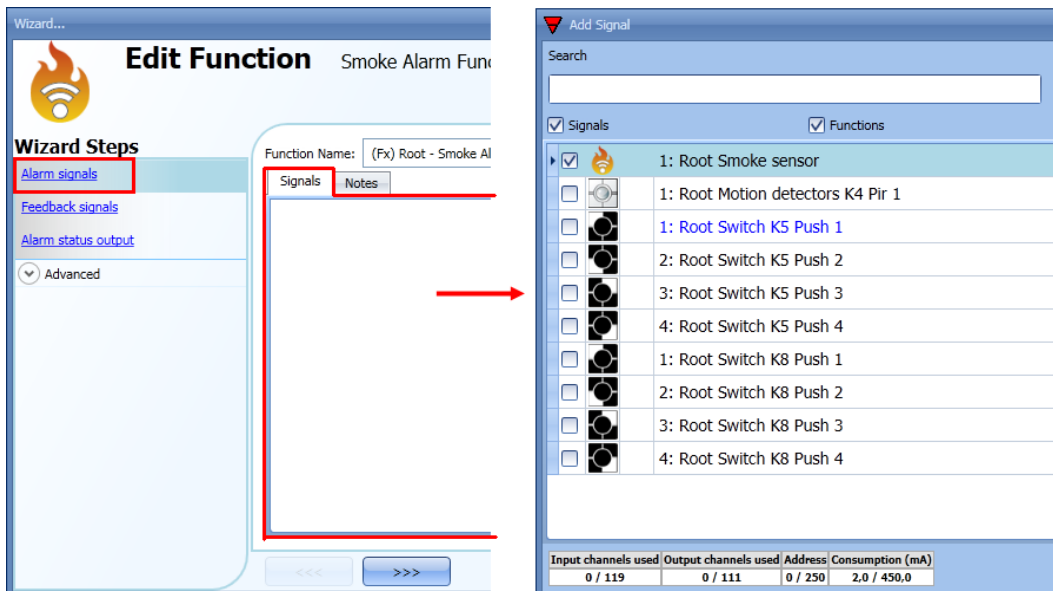 Wizard...
Edit Function Smoke Alarm Func
Wizard Steps
Alarm signals
Feedback signals
Alarm status output
Advanced
Function Name: (Fx) Root - Smoke Al
Signals Notes
<<< >>>
Add Signal
Search
Signals Functions
1: Root Smoke sensor
1: Root Motion detectors K4 Pir 1
1: Root Switch K5 Push 1
2: Root Switch K5 Push 2
3: Root Switch K5 Push 3
4: Root Switch K5 Push 4
1: Root Switch K8 Push 1
2: Root Switch K8 Push 2
3: Root Switch K8 Push 3
4: Root Switch K8 Push 4
Input channels used Output channels used Address Consumption (mA)
0 / 119 0 / 111 0 / 250 2,0 / 450,0